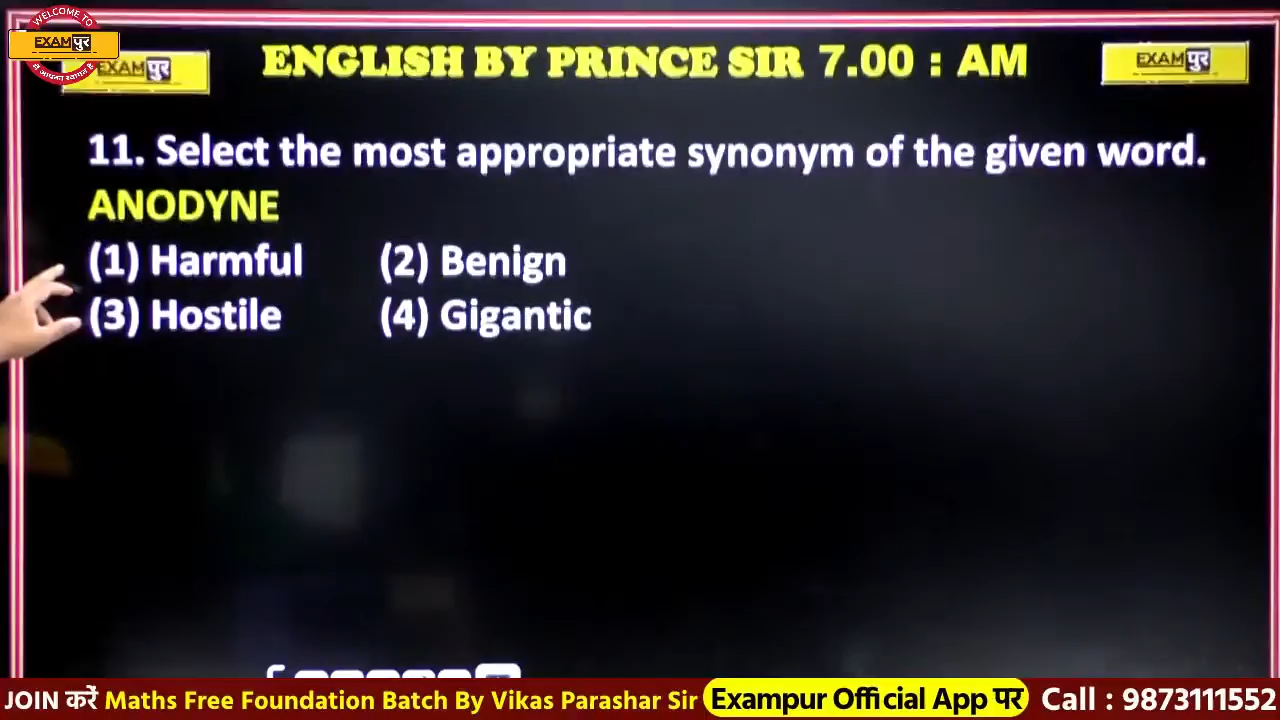 WELCOME TO
EXAMपुर
EXAMपुर
ENGLISH BY PRINCE SIR 7.00 : AM
EXAMपुर
11. Select the most appropriate synonym of the given word.
ANODYNE
(1) Harmful (2) Benign
(3) Hostile (4) Gigantic
JOIN करें Maths Free Foundation Batch By Vikas Parashar Sir Exampur Official App पर Call : 9873111552